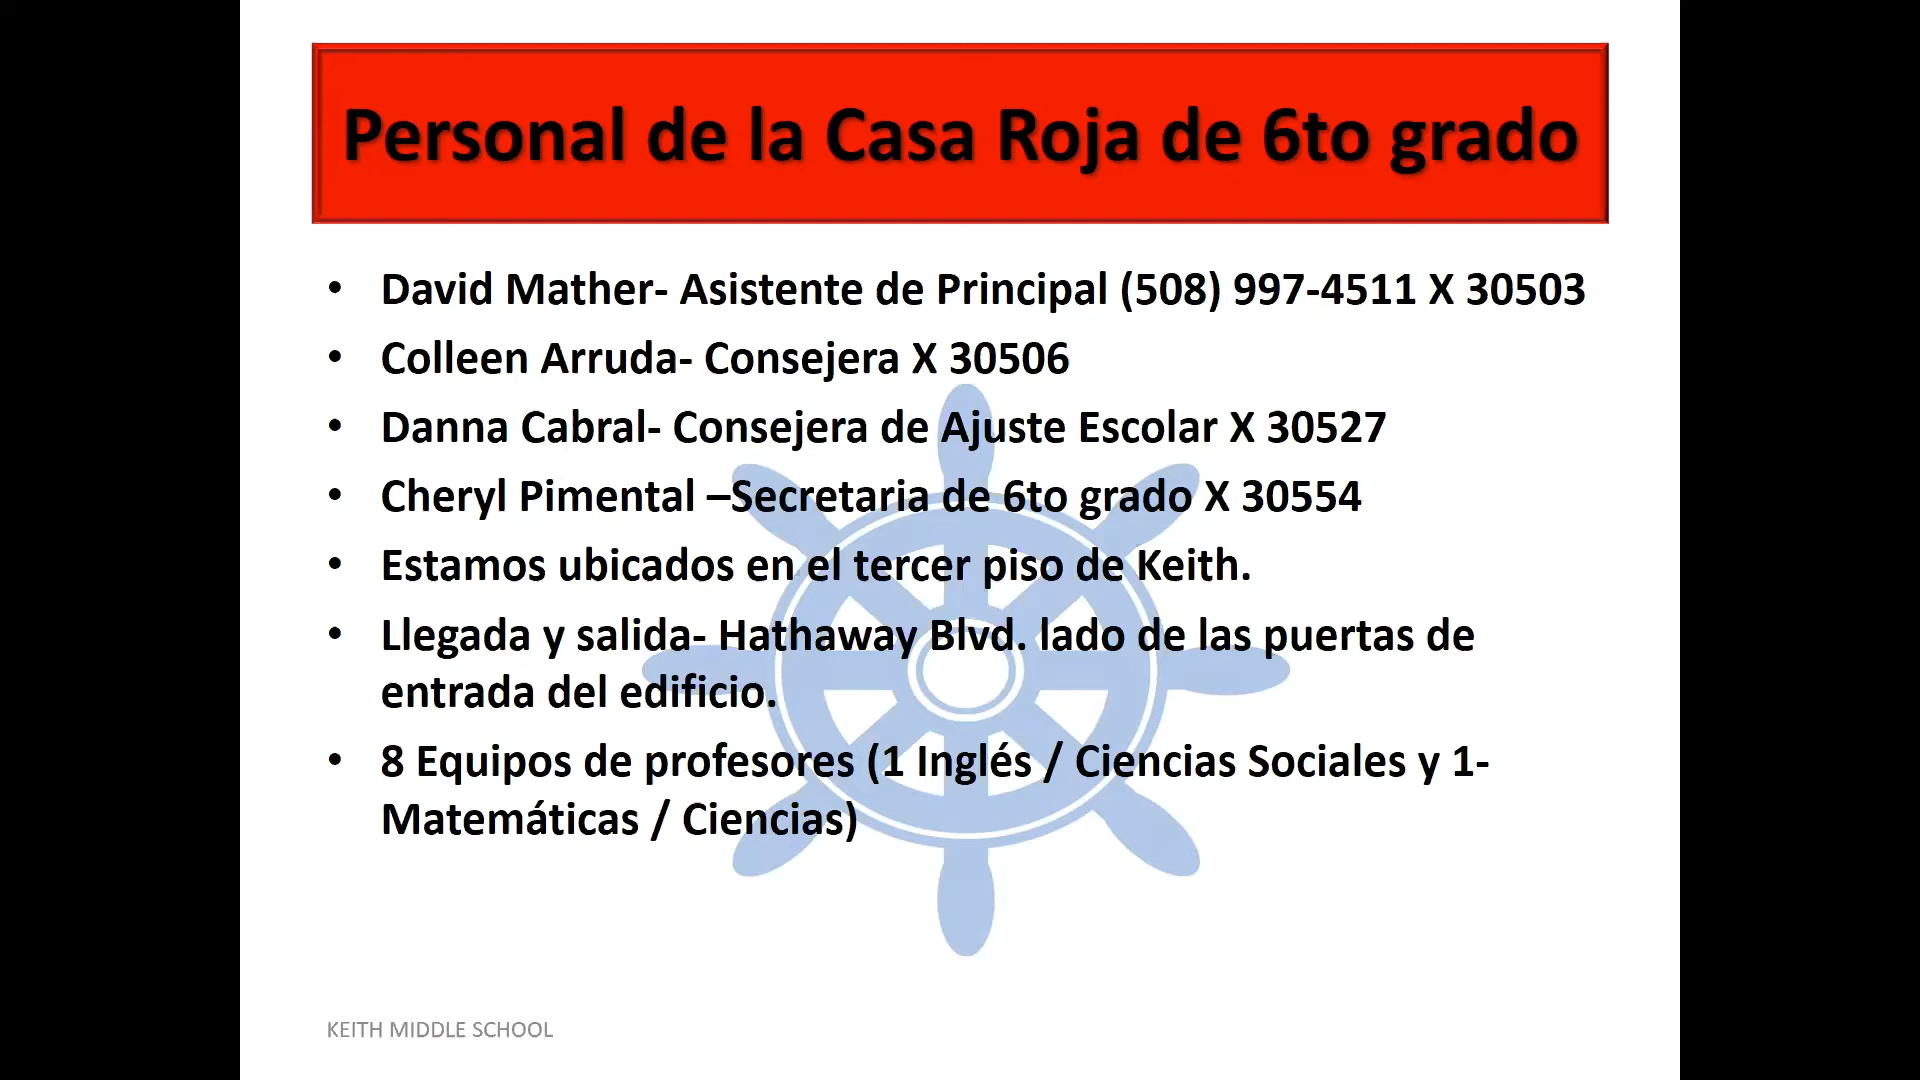 Personal de la Casa Roja de 6to grado
• David Mather- Asistente de Principal (508) 997-4511 X 30503
• Colleen Arruda- Consejera X 30506
• Danna Cabral- Consejera de Ajuste Escolar X 30527
• Cheryl Pimental –Secretaria de 6to grado X 30554
• Estamos ubicados en el tercer piso de Keith.
• Llegada y salida- Hathaway Blvd. lado de las puertas de
entrada del edificio.
• 8 Equipos de profesores (1 Inglés / Ciencias Sociales y 1-
Matemáticas / Ciencias)
KEITH MIDDLE SCHOOL